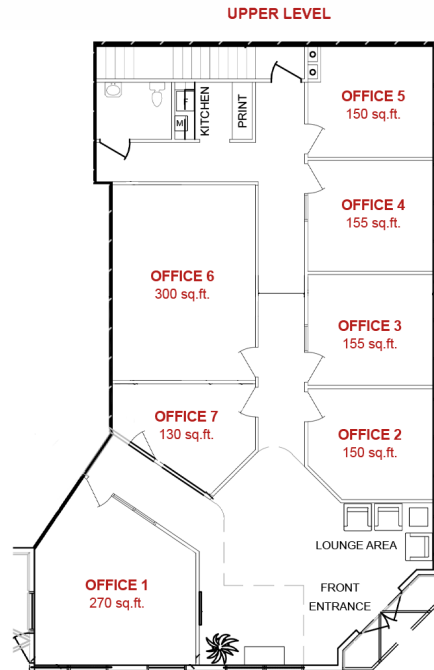 UPPER LEVEL
OFFICE 5
150 sq.ft.
F
M
KITCHEN
PRINT
OFFICE 4
155 sq.ft.
OFFICE 6
300 sq.ft.
OFFICE 3
155 sq.ft.
OFFICE 7
130 sq.ft.
OFFICE 2
150 sq.ft.
LOUNGE AREA
OFFICE 1
270 sq.ft.
FRONT
ENTRANCE